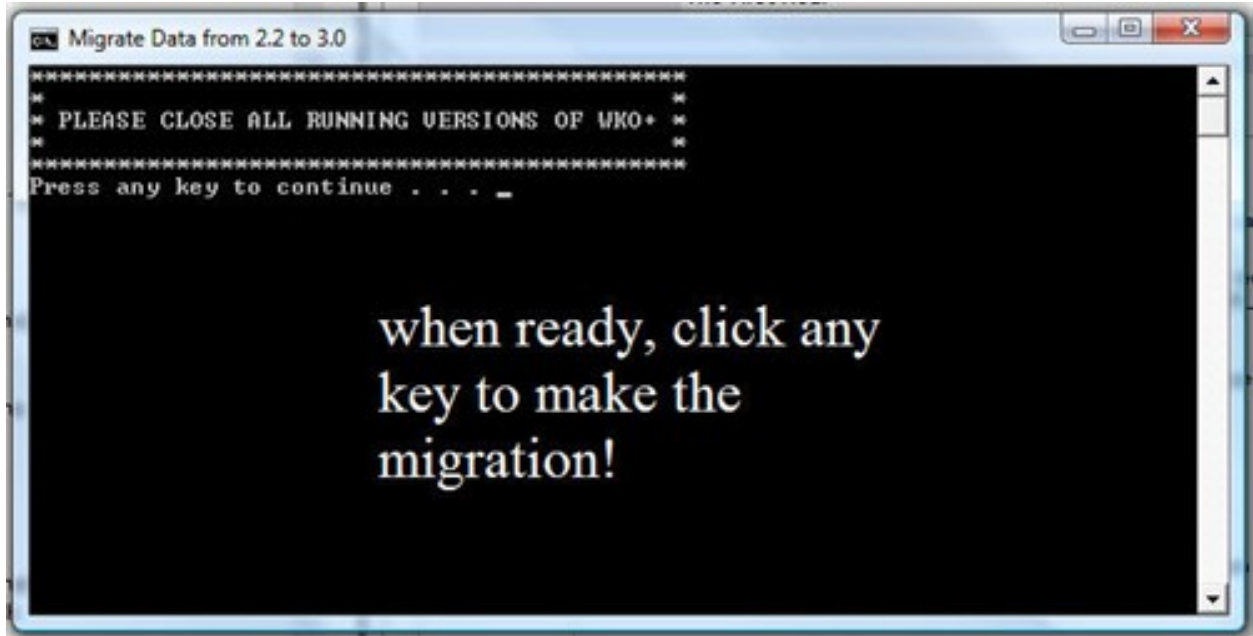 Migrate Data from 2.2 to 3.0
**********************************************
* *
* PLEASE CLOSE ALL RUNNING VERSIONS OF WKO+ *
* *
**********************************************
Press any key to continue . . . _
when ready, click any
key to make the
migration!